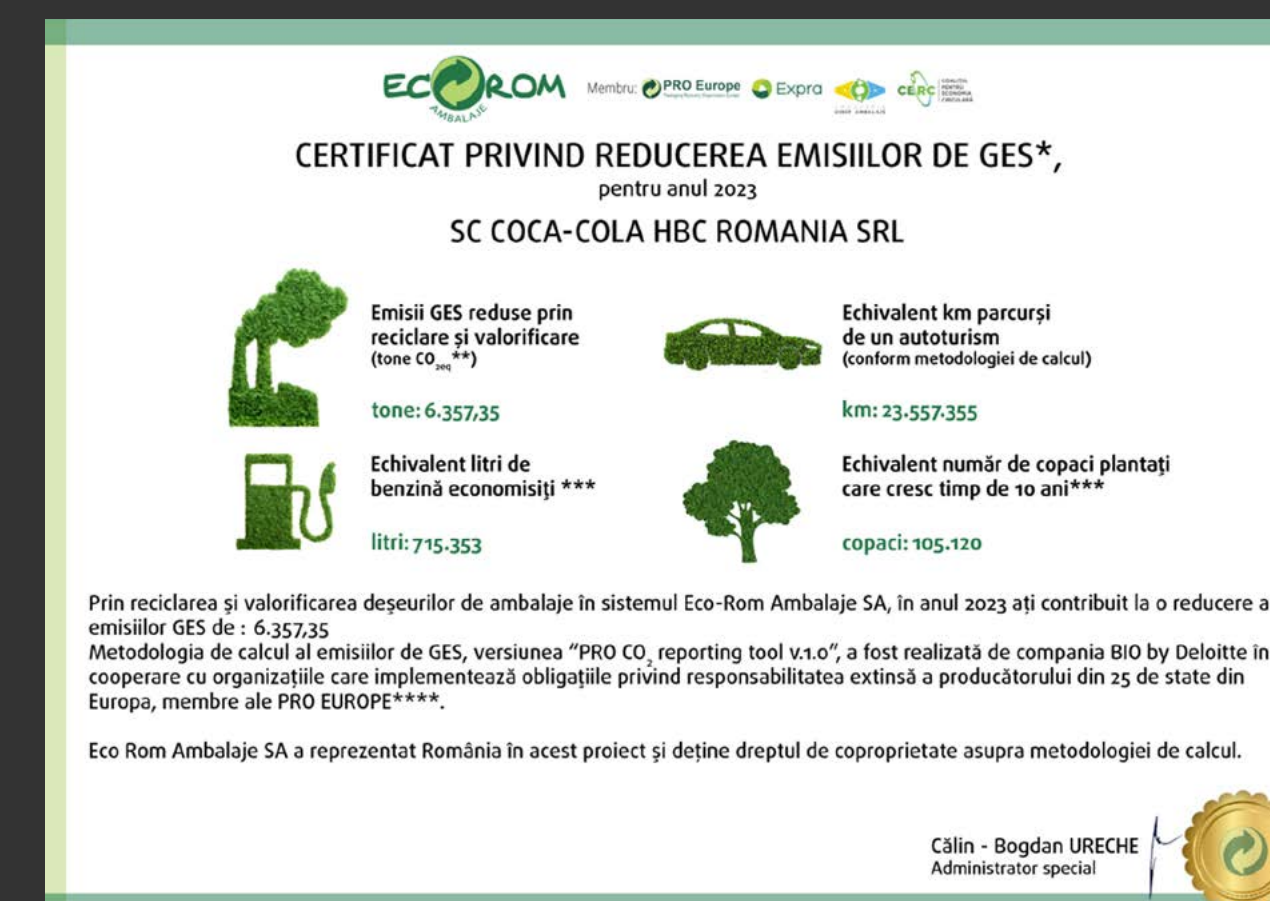 ECOROM AMBALAJE
Membru: PRO Europe Expra CERC COALIȚIA PENTRU ECONOMIA CIRCULARĂ
CERTIFICAT PRIVIND REDUCEREA EMISIILOR DE GES*,
pentru anul 2023
SC COCA-COLA HBC ROMANIA SRL
Emisii GES reduse prin
reciclare și valorificare
(tone CO2eq**)
tone: 6.357,35
Echivalent km parcurși
de un autoturism
(conform metodologiei de calcul)
km: 23.557.355
Echivalent litri de
benzină economisiți ***
litri: 715.353
Echivalent număr de copaci plantați
care cresc timp de 10 ani***
copaci: 105.120
Prin reciclarea și valorificarea deșeurilor de ambalaje în sistemul Eco-Rom Ambalaje SA, în anul 2023 ați contribuit la o reducere a
emisiilor GES de : 6.357,35
Metodologia de calcul al emisiilor de GES, versiunea “PRO CO2 reporting tool v.1.0”, a fost realizată de compania BIO by Deloitte în
cooperare cu organizațiile care implementează obligațiile privind responsabilitatea extinsă a producătorului din 25 de state din
Europa, membre ale PRO EUROPE****.
Eco Rom Ambalaje SA a reprezentat România în acest proiect și deține dreptul de coproprietate asupra metodologiei de calcul.
Călin - Bogdan URECHE
Administrator special